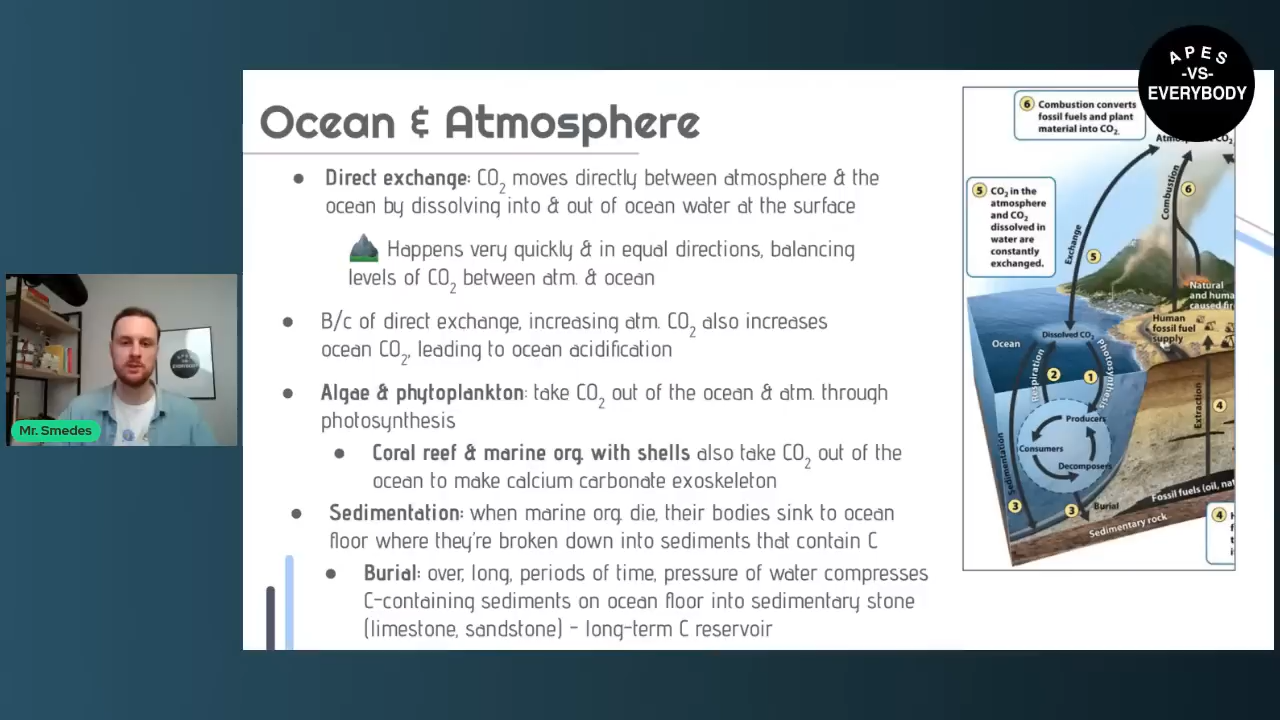 Ocean & Atmosphere
● Direct exchange: CO2 moves directly between atmosphere & the
ocean by dissolving into & out of ocean water at the surface
Happens very quickly & in equal directions, balancing
levels of CO2 between atm. & ocean
● B/c of direct exchange, increasing atm. CO2 also increases
ocean CO2, leading to ocean acidification
● Algae & phytoplankton: take CO2 out of the ocean & atm. through
photosynthesis
● Coral reef & marine org. with shells also take CO2 out of the
ocean to make calcium carbonate exoskeleton
● Sedimentation: when marine org. die, their bodies sink to ocean
floor where they're broken down into sediments that contain C
● Burial: over, long, periods of time, pressure of water compresses
C-containing sediments on ocean floor into sedimentary stone
(limestone, sandstone) - long-term C reservoir
Mr. Smedes
APES
-VS-
EVERYBODY
6 Combustion converts
fossil fuels and plant
material into CO2.
CO2
5 CO2 in the
atmosphere
and CO2
dissolved in
water are
constantly
exchanged.
Exchange
5
Combustion
6
Natural
and huma
caused fir
Human
fossil fuel
supply
Ocean
Dissolved CO2
Respiration
2
1
Photosynthesis
Producers
Consumers
Decomposers
Sedimentation
3
3
Burial
Extraction
4
Fossil fuels (oil, nat
Sedimentary rock
4